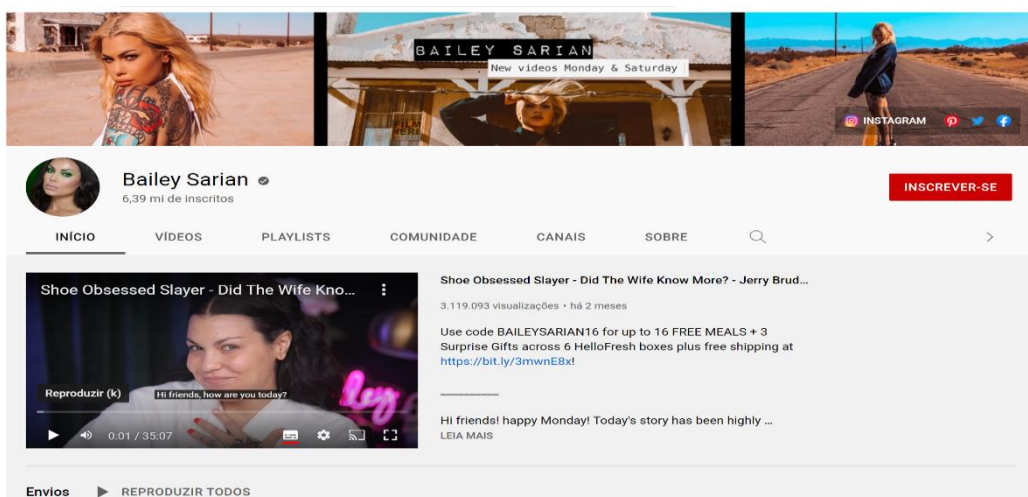 BAILEY SARIAN
New videos Monday & Saturday
INSTAGRAM
Bailey Sarian
6,39 mi de inscritos
INSCREVER-SE
INÍCIO VÍDEOS PLAYLISTS COMUNIDADE CANAIS SOBRE
Shoe Obsessed Slayer - Did The Wife Kno...
Reproduzir (k)
Hi friends, how are you today?
0:01 / 35:07
Shoe Obsessed Slayer - Did The Wife Know More? - Jerry Brud...
3.119.093 visualizações • há 2 meses
Use code BAILEYSARIAN16 for up to 16 FREE MEALS + 3
Surprise Gifts across 6 HelloFresh boxes plus free shipping at
https://bit.ly/3mwnE8x!
__________
Hi friends! happy Monday! Today's story has been highly ...
LEIA MAIS
Envios REPRODUZIR TODOS